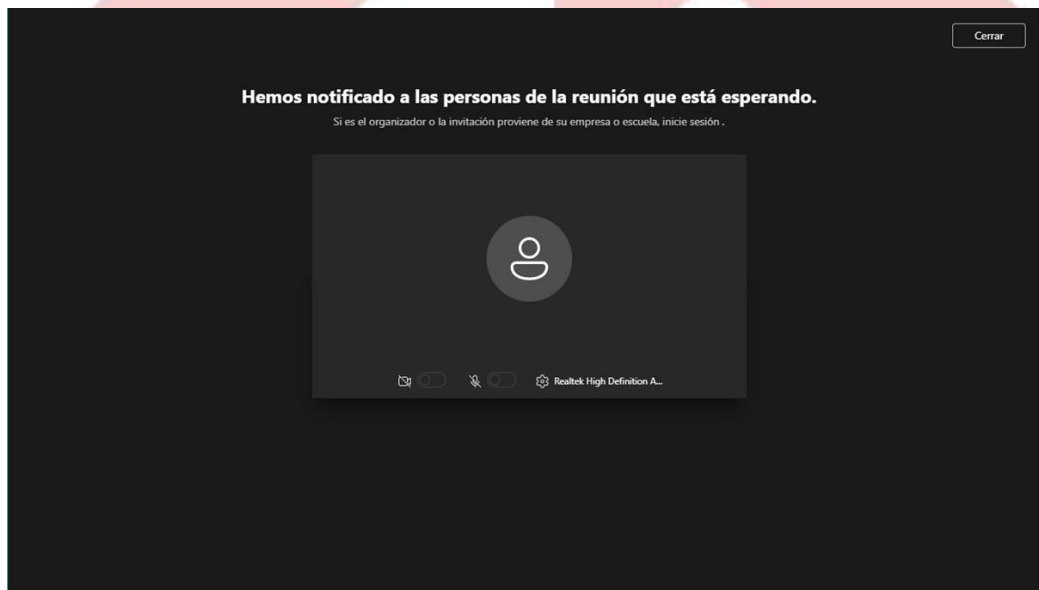 Cerrar
Hemos notificado a las personas de la reunión que está esperando.
Si es el organizador o la invitación proviene de su empresa o escuela, inicie sesión .
Realtek High Definition A...